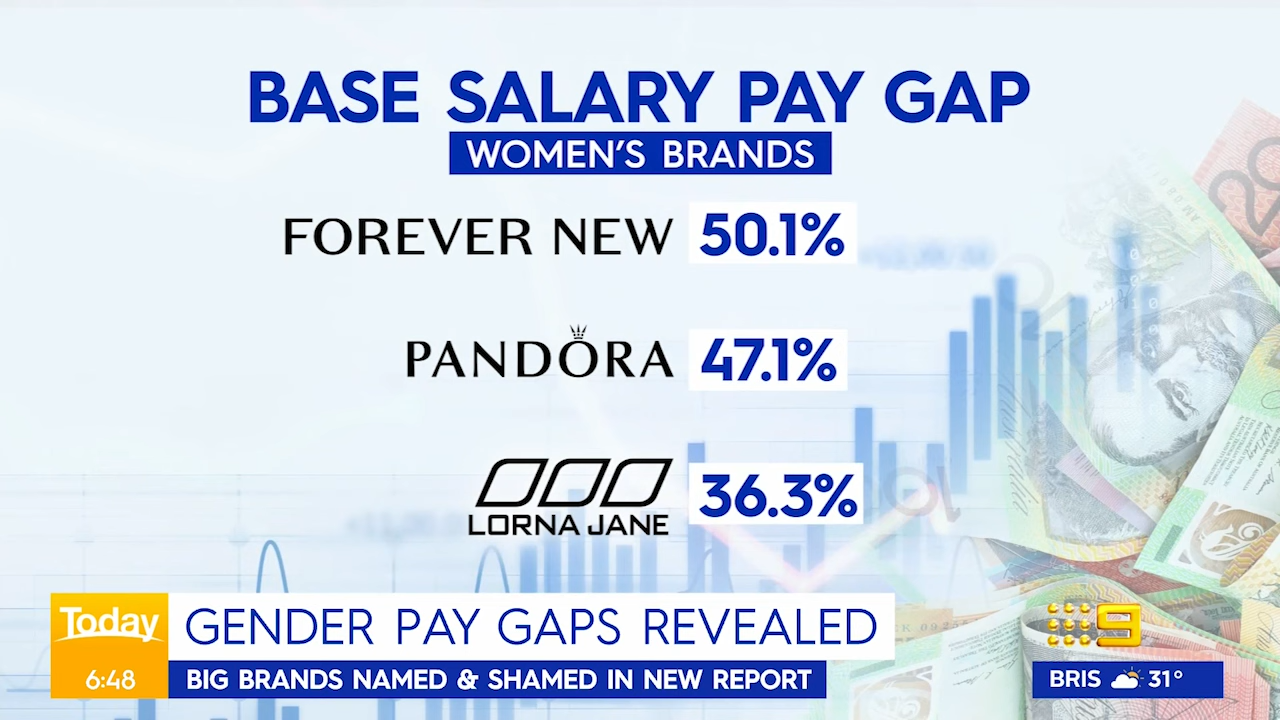 BASE SALARY PAY GAP
WOMEN'S BRANDS
FOREVER NEW 50.1%
PANDORA 47.1%
LORNA JANE 36.3%
Today
6:48
GENDER PAY GAPS REVEALED
BIG BRANDS NAMED & SHAMED IN NEW REPORT
9
BRIS 31°